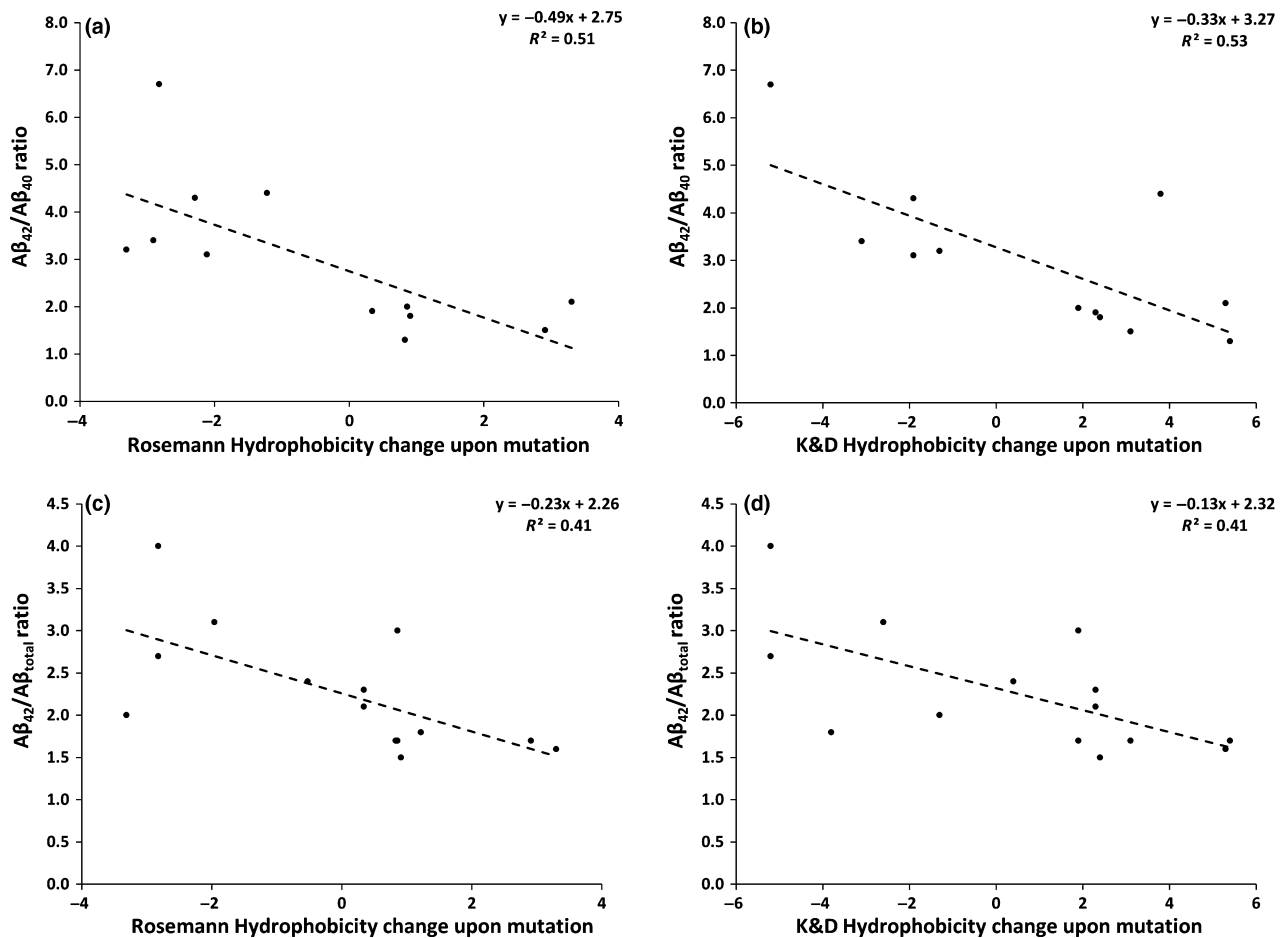 (a)
y = −0.49x + 2.75
R² = 0.51
8.0
7.0
6.0
5.0
4.0
3.0
2.0
1.0
0.0
Aβ42/Aβ40 ratio
−4 −2 0 2 4
Rosemann Hydrophobicity change upon mutation
(b)
y = −0.33x + 3.27
R² = 0.53
8.0
7.0
6.0
5.0
4.0
3.0
2.0
1.0
0.0
Aβ42/Aβ40 ratio
−6 −4 −2 0 2 4 6
K&D Hydrophobicity change upon mutation
(c)
y = −0.23x + 2.26
R² = 0.41
4.5
4.0
3.5
3.0
2.5
2.0
1.5
1.0
0.5
0.0
Aβ42/Aβtotal ratio
−4 −2 0 2 4
Rosemann Hydrophobicity change upon mutation
(d)
y = −0.13x + 2.32
R² = 0.41
4.5
4.0
3.5
3.0
2.5
2.0
1.5
1.0
0.5
0.0
Aβ42/Aβtotal ratio
−6 −4 −2 0 2 4 6
K&D Hydrophobicity change upon mutation